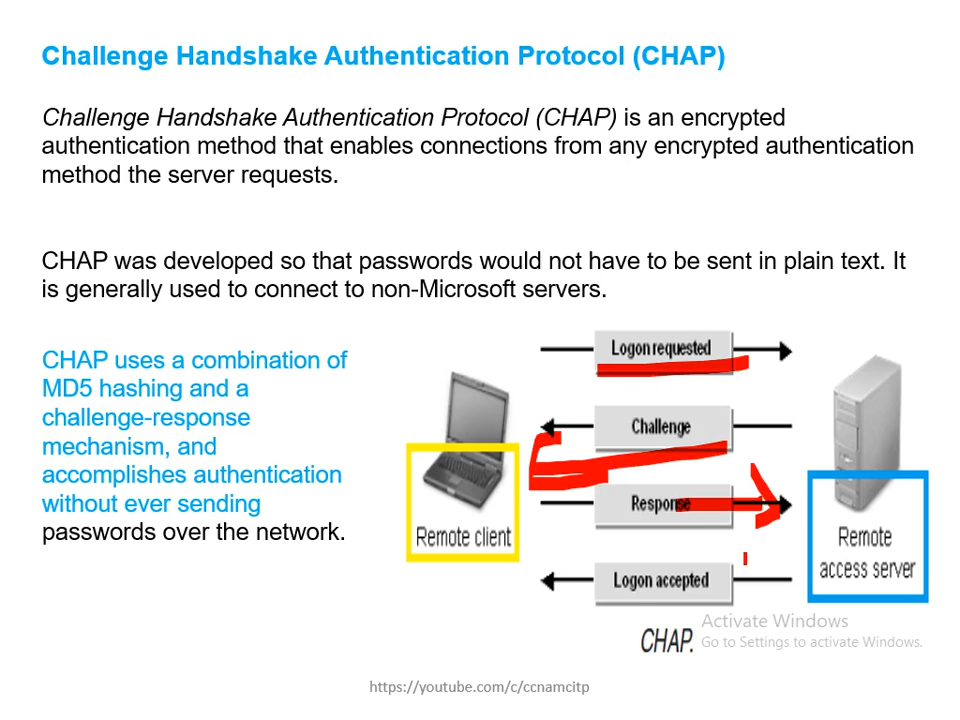 Challenge Handshake Authentication Protocol (CHAP)
Challenge Handshake Authentication Protocol (CHAP) is an encrypted
authentication method that enables connections from any encrypted authentication
method the server requests.
CHAP was developed so that passwords would not have to be sent in plain text. It
is generally used to connect to non-Microsoft servers.
CHAP uses a combination of
MD5 hashing and a
challenge-response
mechanism, and
accomplishes authentication
without ever sending
passwords over the network.
Logon requested
Challenge
Response
Logon accepted
Remote client
Remote
access server
CHAP.
Activate Windows
Go to Settings to activate Windows.
https://youtube.com/c/ccnamcitp